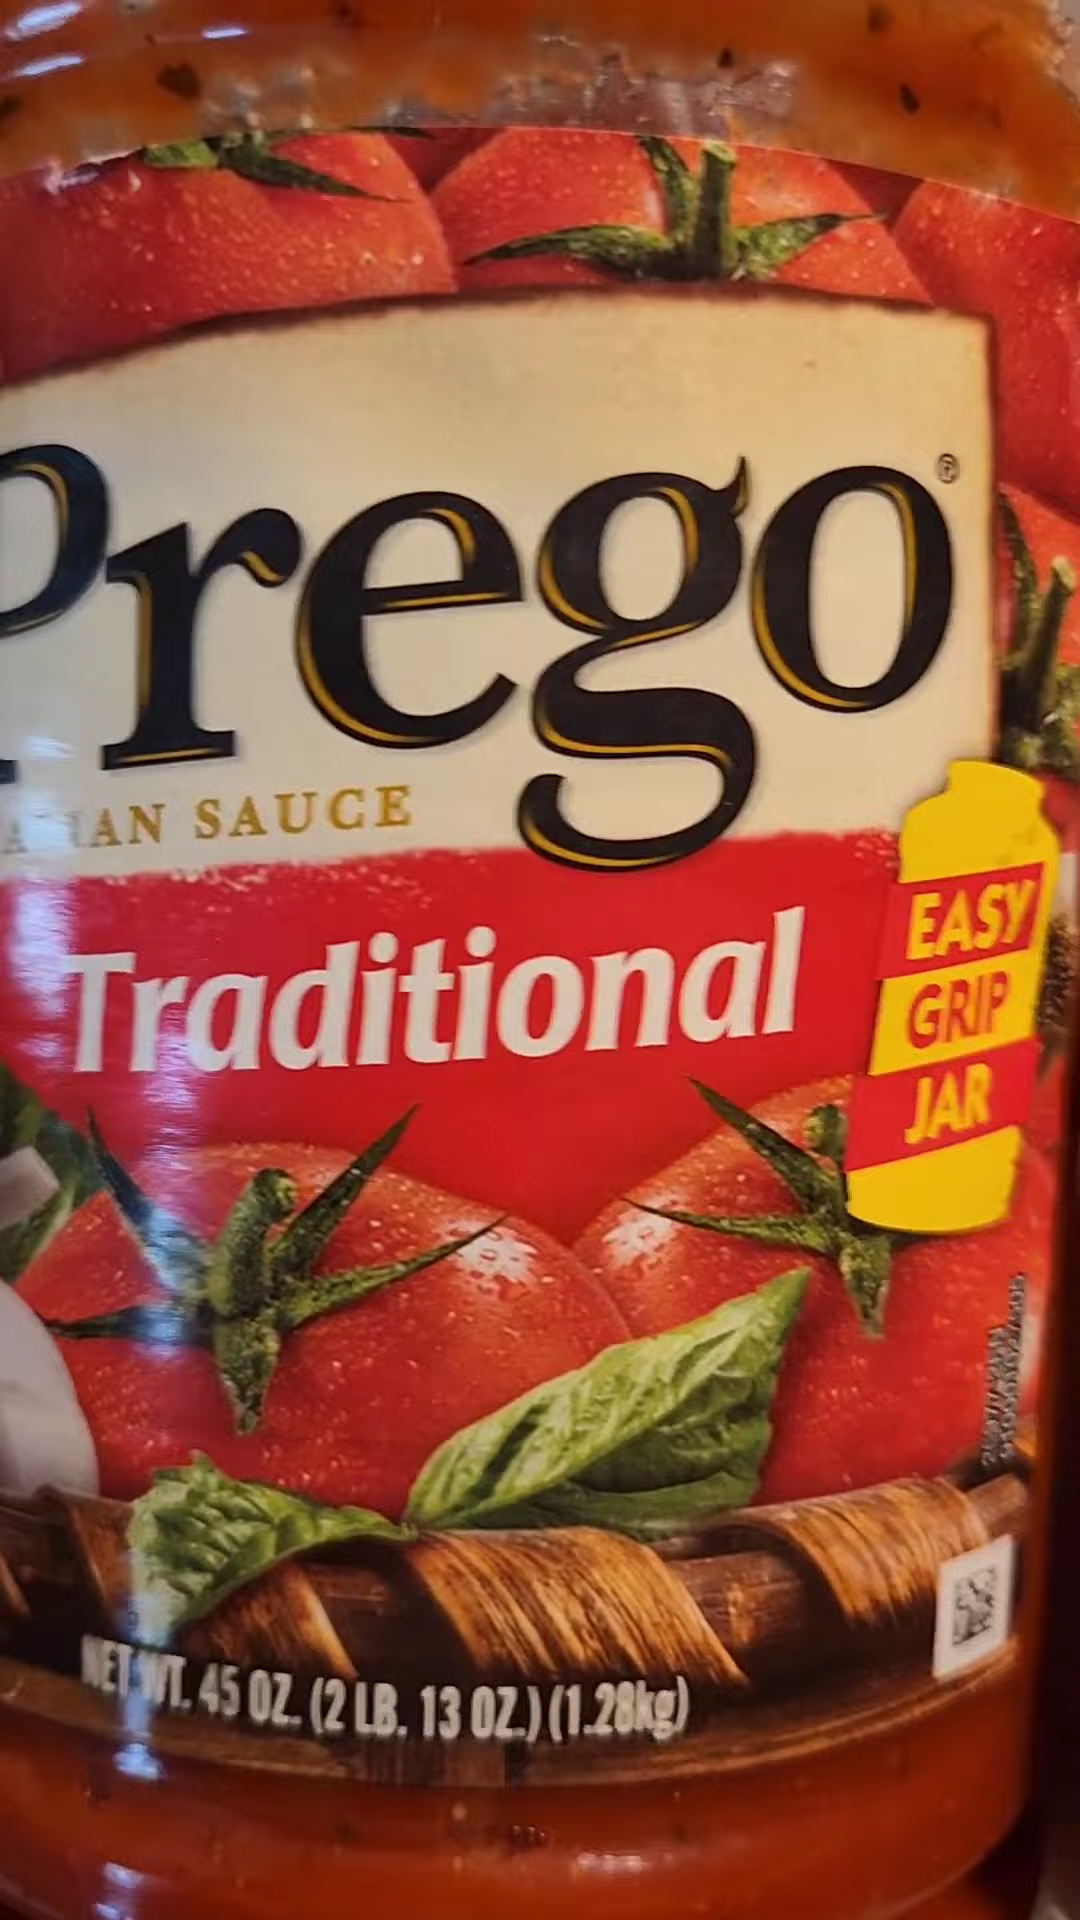 Prego®
SAUCE
Traditional
EASY
GRIP
JAR
NET WT. 45 OZ. (2 LB. 13 OZ.) (1.28kg)